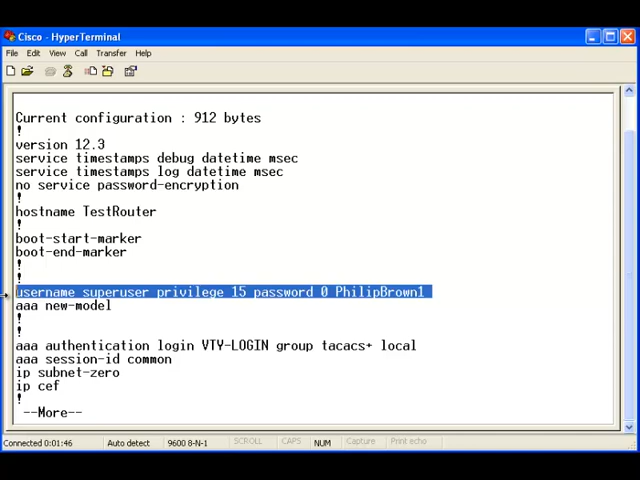 Cisco - HyperTerminal
File Edit View Call Transfer Help
Current configuration : 912 bytes
!
version 12.3
service timestamps debug datetime msec
service timestamps log datetime msec
no service password-encryption
!
hostname TestRouter
!
boot-start-marker
boot-end-marker
!
!
username superuser privilege 15 password 0 PhilipBrown1
aaa new-model
!
!
aaa authentication login VTY-LOGIN group tacacs+ local
aaa session-id common
ip subnet-zero
ip cef
!
--More--
Connected 0:01:46 Auto detect 9600 8-N-1 SCROLL CAPS NUM Capture Print echo